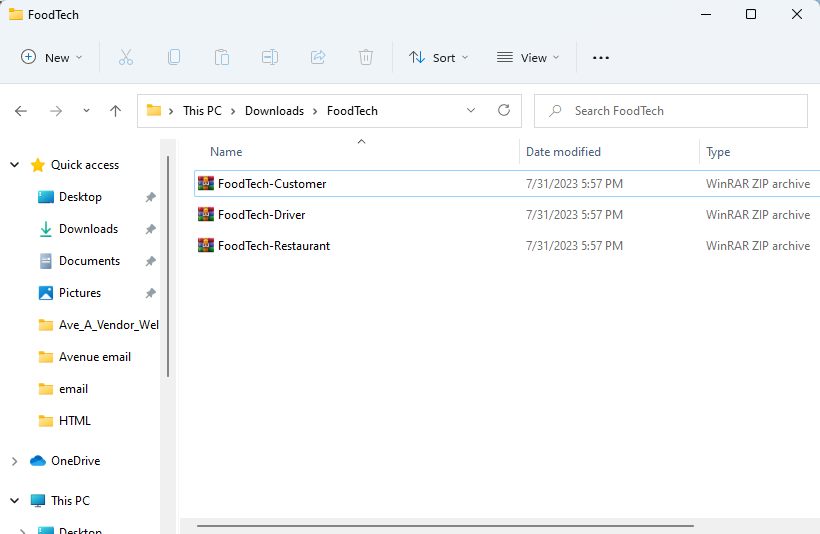 FoodTech
New Sort View
This PC Downloads FoodTech Search FoodTech
Name Date modified Type
Quick access
Desktop
Downloads
Documents
Pictures
Ave_A_Vendor_Wel
Avenue email
email
HTML
OneDrive
This PC
Desktop
FoodTech-Customer 7/31/2023 5:57 PM WinRAR ZIP archive
FoodTech-Driver 7/31/2023 5:57 PM WinRAR ZIP archive
FoodTech-Restaurant 7/31/2023 5:57 PM WinRAR ZIP archive